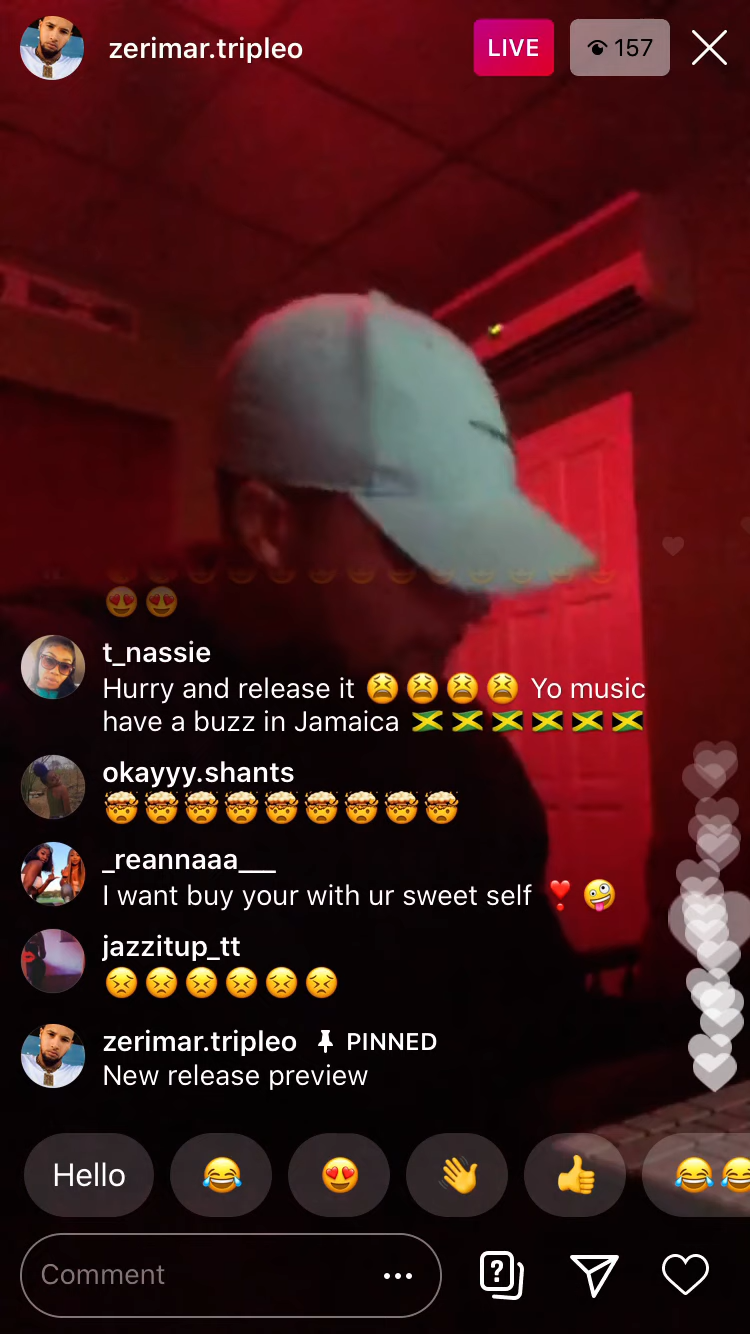 zerimar.tripleo
LIVE
157
😍😍
t_nassie
Hurry and release it 😫😫😫😫 Yo music
have a buzz in Jamaica 🇯🇲🇯🇲🇯🇲🇯🇲🇯🇲🇯🇲
okayyy.shants
🤯🤯🤯🤯🤯🤯🤯🤯🤯
_reannaaa___
I want buy your with ur sweet self ❣️🤪
jazzitup_tt
😣😣😣😣😣😣
zerimar.tripleo 📌 PINNED
New release preview
Hello 😂 😍 👋 👍 😂😂
Comment